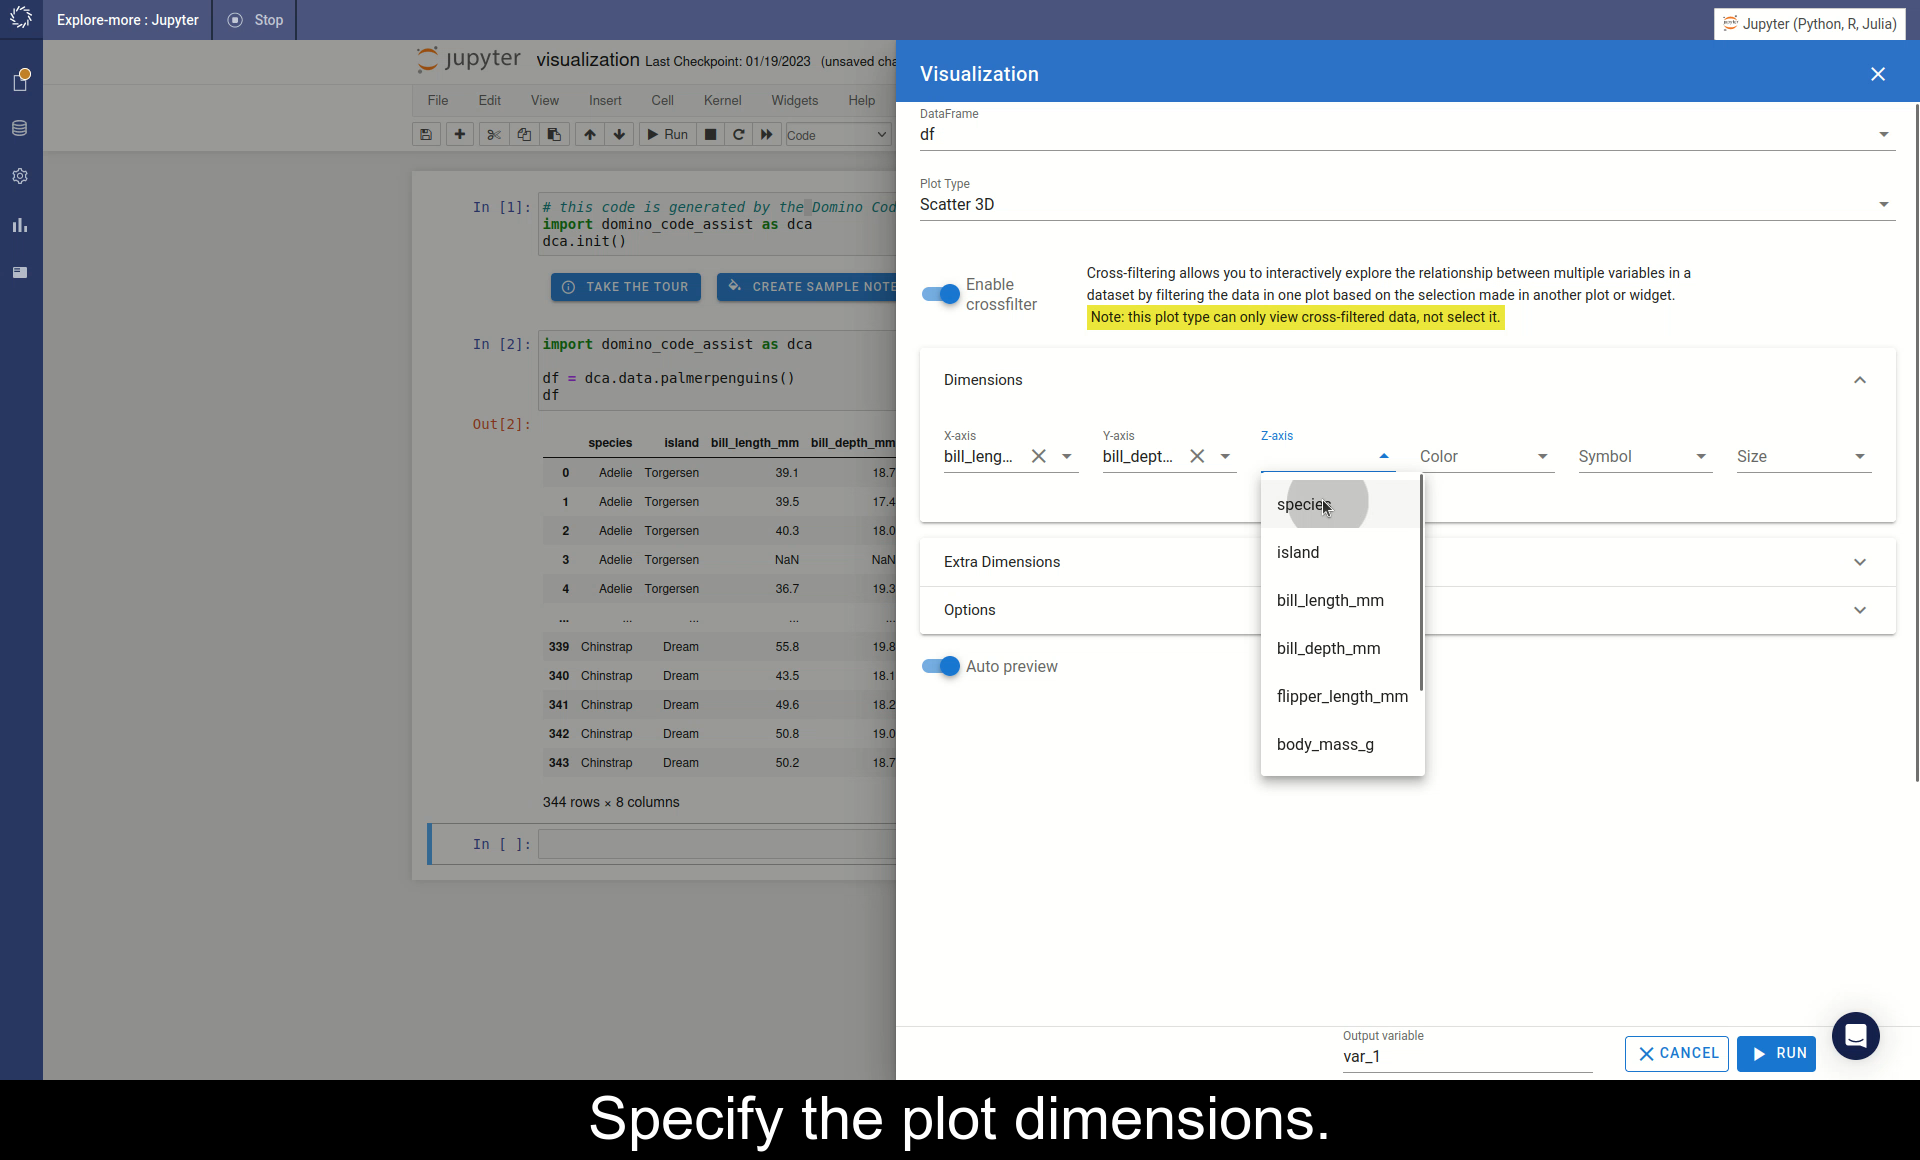 Explore-more : Jupyter
Stop
Jupyter (Python, R, Julia)
jupyter visualization Last Checkpoint: 01/19/2023 (unsaved cha
File Edit View Insert Cell Kernel Widgets Help
Run Code
In [1]: # this code is generated by the Domino Cod
import domino_code_assist as dca
dca.init()
TAKE THE TOUR CREATE SAMPLE NOTE
In [2]: import domino_code_assist as dca
df = dca.data.palmerpenguins()
df
Out[2]:
species island bill_length_mm bill_depth_mm
0 Adelie Torgersen 39.1 18.7
1 Adelie Torgersen 39.5 17.4
2 Adelie Torgersen 40.3 18.0
3 Adelie Torgersen NaN NaN
4 Adelie Torgersen 36.7 19.3
... ... ... ... ...
339 Chinstrap Dream 55.8 19.8
340 Chinstrap Dream 43.5 18.1
341 Chinstrap Dream 49.6 18.2
342 Chinstrap Dream 50.8 19.0
343 Chinstrap Dream 50.2 18.7
344 rows × 8 columns
In [ ]:
Visualization
DataFrame
df
Plot Type
Scatter 3D
Enable
crossfilter
Cross-filtering allows you to interactively explore the relationship between multiple variables in a
dataset by filtering the data in one plot based on the selection made in another plot or widget.
Note: this plot type can only view cross-filtered data, not select it.
Dimensions
X-axis Y-axis Z-axis
bill_leng... bill_dept... Color Symbol Size
species
island
bill_length_mm
bill_depth_mm
flipper_length_mm
body_mass_g
Extra Dimensions
Options
Auto preview
Output variable
var_1
CANCEL RUN
Specify the plot dimensions.